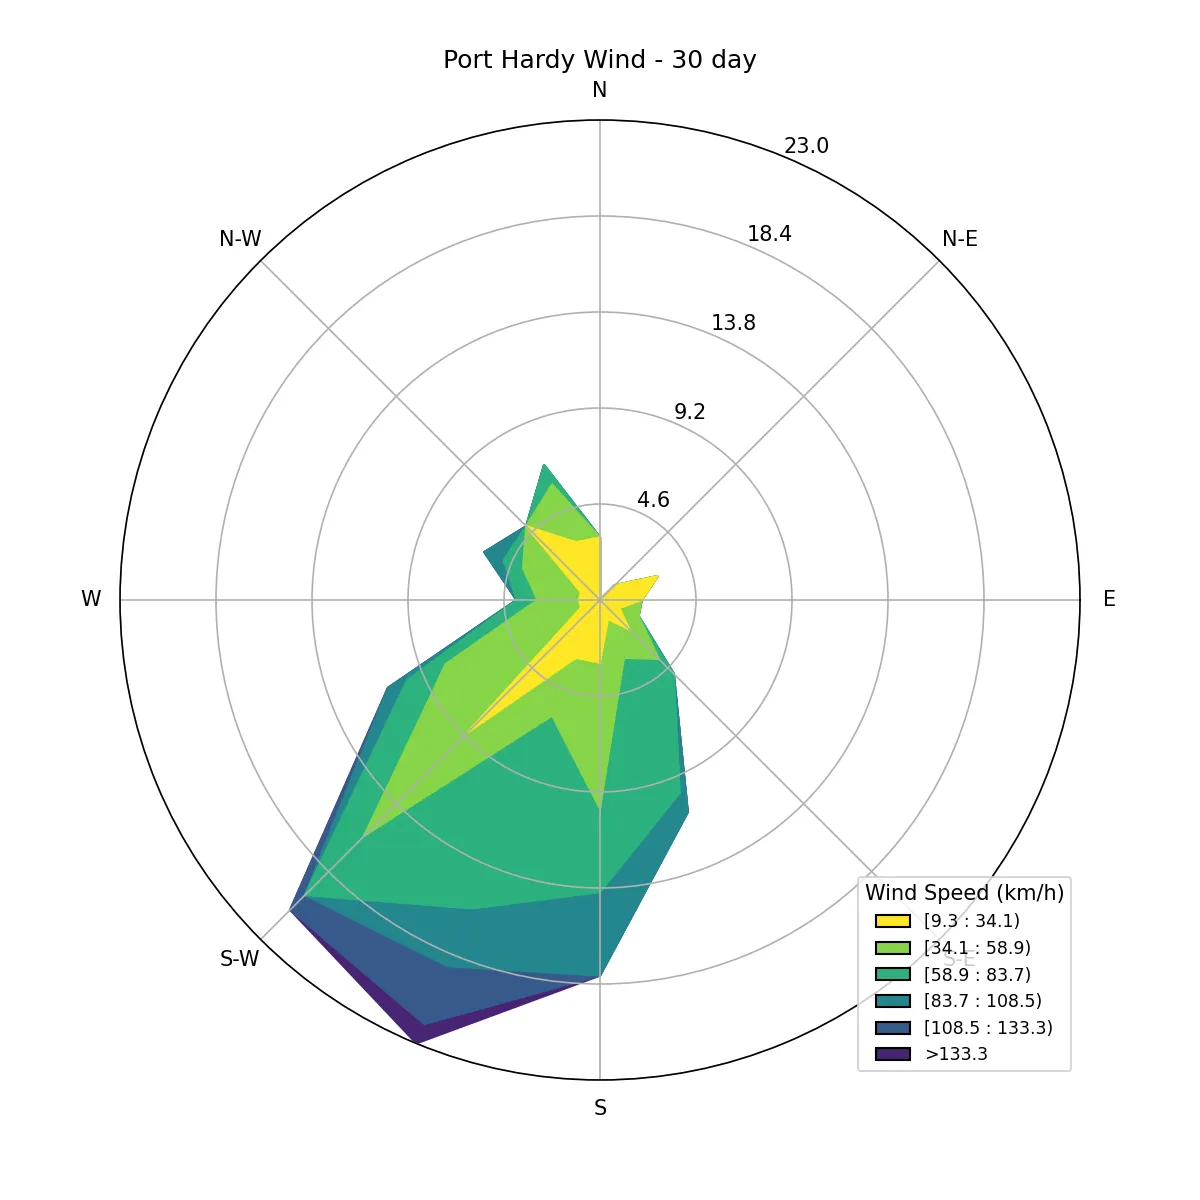 Port Hardy Wind - 30 day
N
23.0
N-W
18.4
N-E
13.8
9.2
4.6
W
E
S-W
S-E
S
Wind Speed (km/h)
[9.3 : 34.1)
[34.1 : 58.9)
[58.9 : 83.7)
[83.7 : 108.5)
[108.5 : 133.3)
>133.3